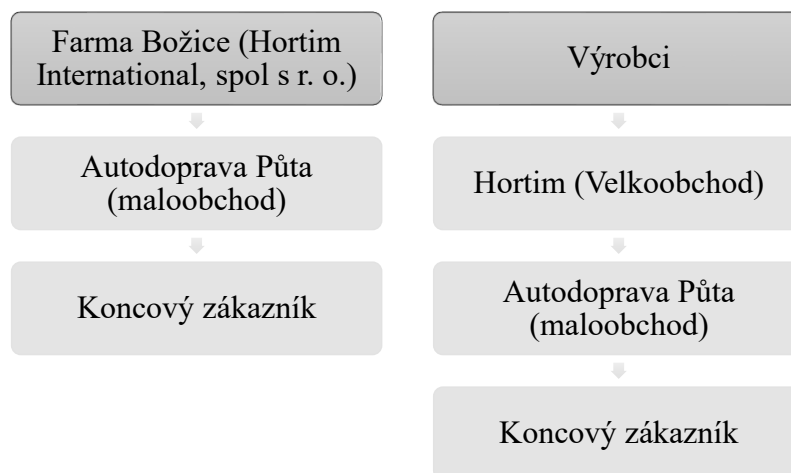 Farma Božice (Hortim
International, spol s r. o.)
Autodoprava Půta
(maloobchod)
Koncový zákazník
Výrobci
Hortim (Velkoobchod)
Autodoprava Půta
(maloobchod)
Koncový zákazník